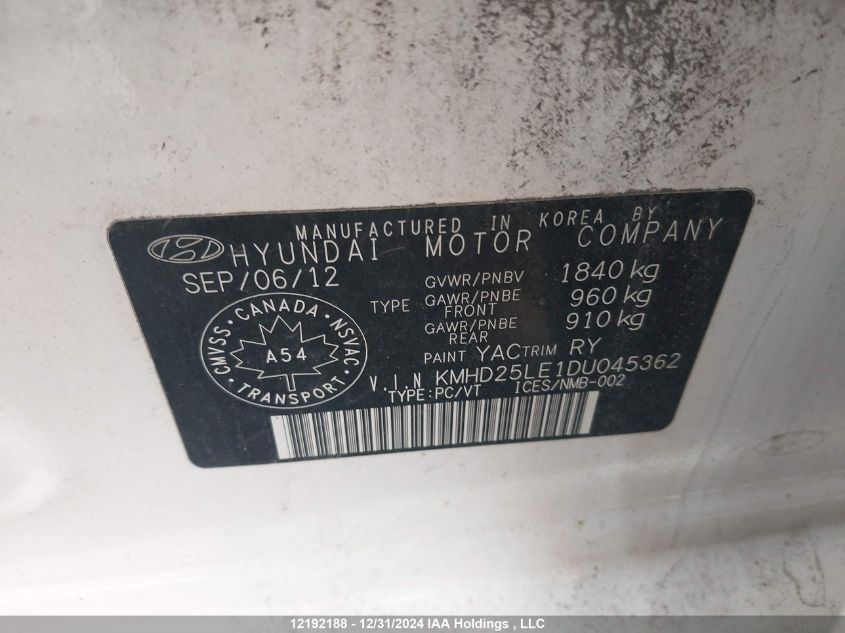 MANUFACTURED IN KOREA BY
HYUNDAI MOTOR COMPANY
SEP/06/12
GVWR/PNBV 1840 kg
TYPE GAWR/PNBE FRONT 960 kg
GAWR/PNBE REAR 910 kg
PAINT YAC TRIM RY
V.I.N KMHD25LE1DU045362
TYPE:PC/VT ICES/NMB-002
CMVSS · CANADA · NSVAC
A54
· TRANSPORT ·
12192188 - 12/31/2024 IAA Holdings , LLC